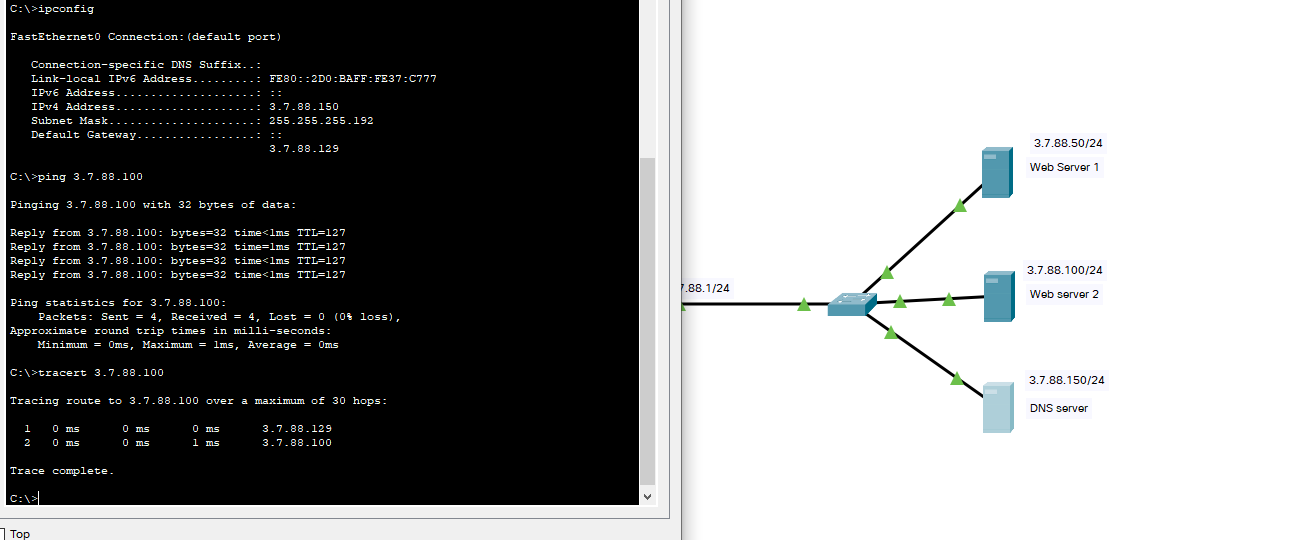 C:\>ipconfig
FastEthernet0 Connection:(default port)
Connection-specific DNS Suffix..:
Link-local IPv6 Address.........: FE80::2D0:BAFF:FE37:C777
IPv6 Address....................: ::
IPv4 Address....................: 3.7.88.150
Subnet Mask.....................: 255.255.255.192
Default Gateway.................: ::
3.7.88.129
C:\>ping 3.7.88.100
Pinging 3.7.88.100 with 32 bytes of data:
Reply from 3.7.88.100: bytes=32 time<1ms TTL=127
Reply from 3.7.88.100: bytes=32 time=1ms TTL=127
Reply from 3.7.88.100: bytes=32 time<1ms TTL=127
Reply from 3.7.88.100: bytes=32 time<1ms TTL=127
Ping statistics for 3.7.88.100:
Packets: Sent = 4, Received = 4, Lost = 0 (0% loss),
Approximate round trip times in milli-seconds:
Minimum = 0ms, Maximum = 1ms, Average = 0ms
C:\>tracert 3.7.88.100
Tracing route to 3.7.88.100 over a maximum of 30 hops:
1 0 ms 0 ms 0 ms 3.7.88.129
2 0 ms 0 ms 1 ms 3.7.88.100
Trace complete.
C:\>
Top
7.88.1/24
3.7.88.50/24
Web Server 1
3.7.88.100/24
Web server 2
3.7.88.150/24
DNS server